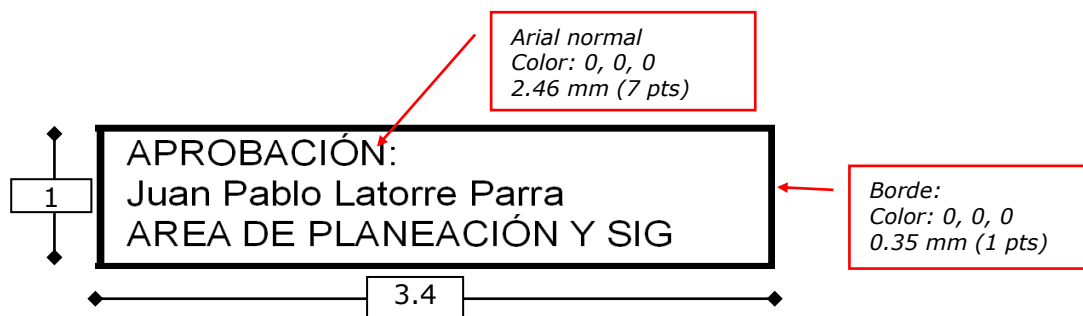 Arial normal
Color: 0, 0, 0
2.46 mm (7 pts)
APROBACIÓN:
Juan Pablo Latorre Parra
AREA DE PLANEACIÓN Y SIG
1
Borde:
Color: 0, 0, 0
0.35 mm (1 pts)
3.4